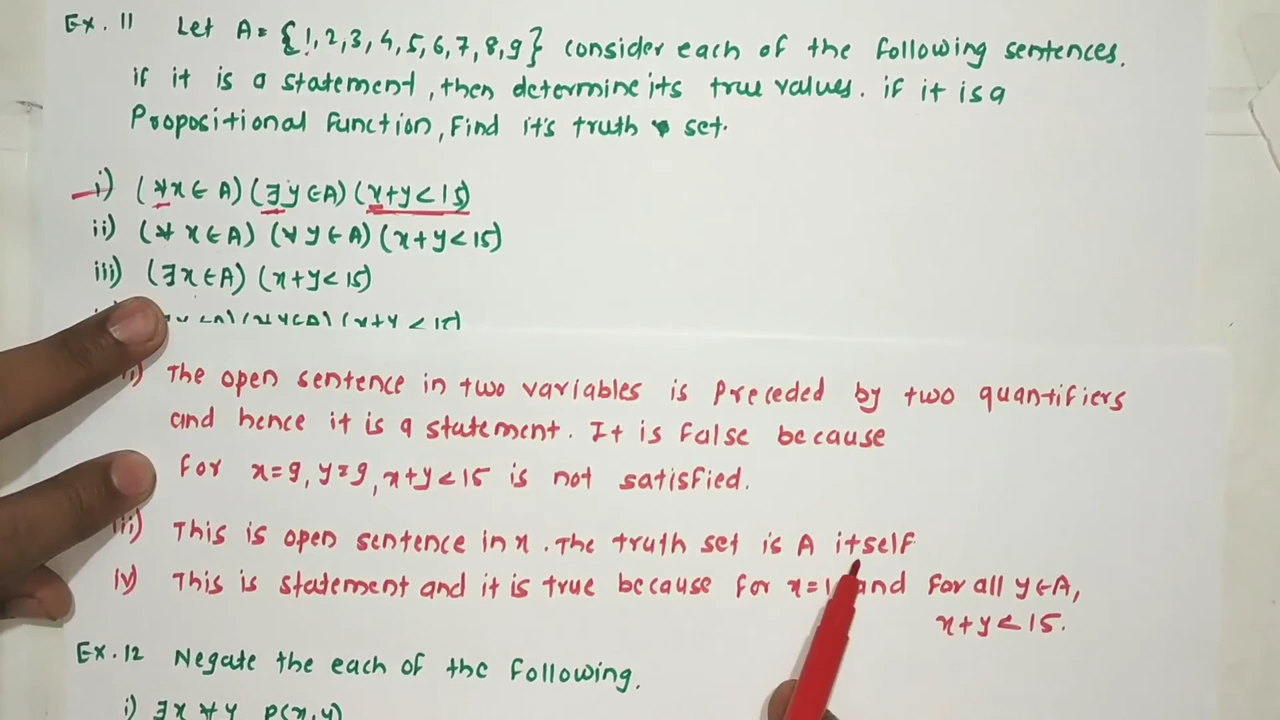 Ex. 11 Let A= {1,2,3,4,5,6,7,8,9} consider each of the following sentences.
if it is a statement, then determine its true values. if it is a
Propositional Function, Find it's truth set.
i) (∀x∈A) (∃y∈A) (x+y<15)
ii) (∀x∈A) (∀y∈A) (x+y<15)
iii) (∃x∈A) (x+y<15)
(x+y<15)
ii) The open sentence in two variables is preceded by two quantifiers
and hence it is a statement. It is false because
For x=9, y=9, x+y<15 is not satisfied.
iii) This is open sentence in x. The truth set is A itself
iv) This is statement and it is true because for x=1 and for all y∈A,
x+y<15.
Ex. 12 Negate the each of the following.
i) ∃x ∀y, P(x,y)